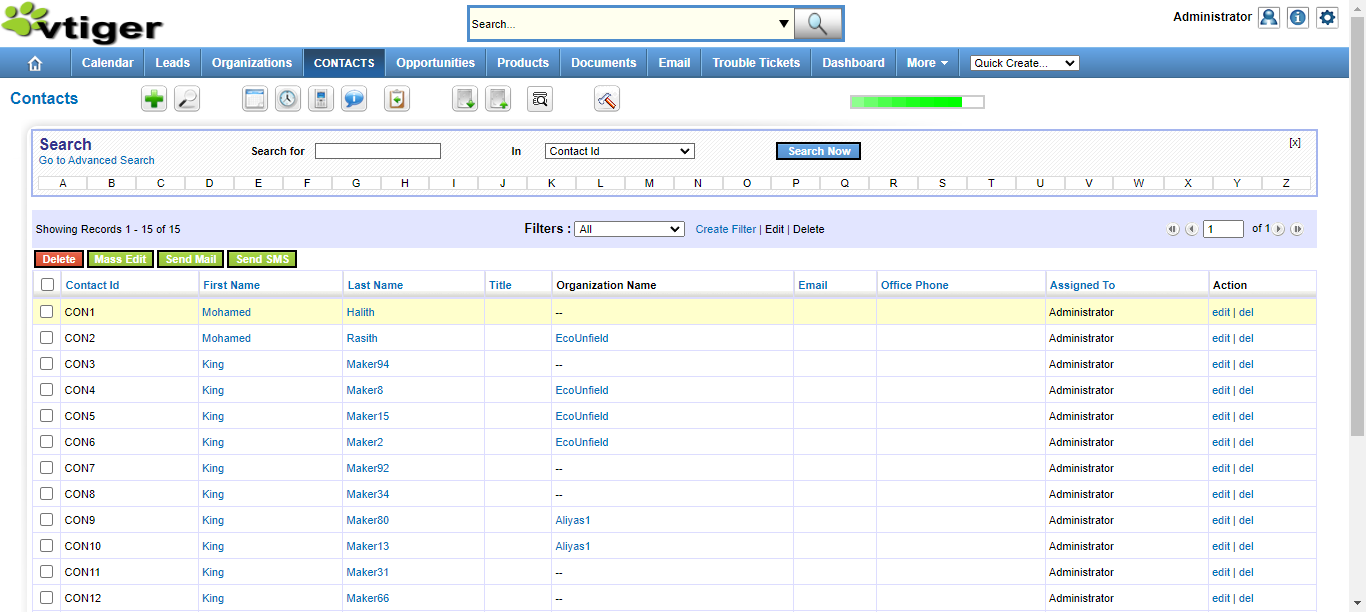 vtiger
Search...
Administrator
Calendar Leads Organizations CONTACTS Opportunities Products Documents Email Trouble Tickets Dashboard More Quick Create...
Contacts
Search
Go to Advanced Search
Search for In Contact Id Search Now [x]
A B C D E F G H I J K L M N O P Q R S T U V W X Y Z
Showing Records 1 - 15 of 15 Filters : All Create Filter | Edit | Delete 1 of 1
Delete Mass Edit Send Mail Send SMS
Contact Id First Name Last Name Title Organization Name Email Office Phone Assigned To Action
CON1 Mohamed Halith -- Administrator edit | del
CON2 Mohamed Rasith EcoUnfield Administrator edit | del
CON3 King Maker94 -- Administrator edit | del
CON4 King Maker8 EcoUnfield Administrator edit | del
CON5 King Maker15 EcoUnfield Administrator edit | del
CON6 King Maker2 EcoUnfield Administrator edit | del
CON7 King Maker92 -- Administrator edit | del
CON8 King Maker34 -- Administrator edit | del
CON9 King Maker80 Aliyas1 Administrator edit | del
CON10 King Maker13 Aliyas1 Administrator edit | del
CON11 King Maker31 -- Administrator edit | del
CON12 King Maker66 -- Administrator edit | del